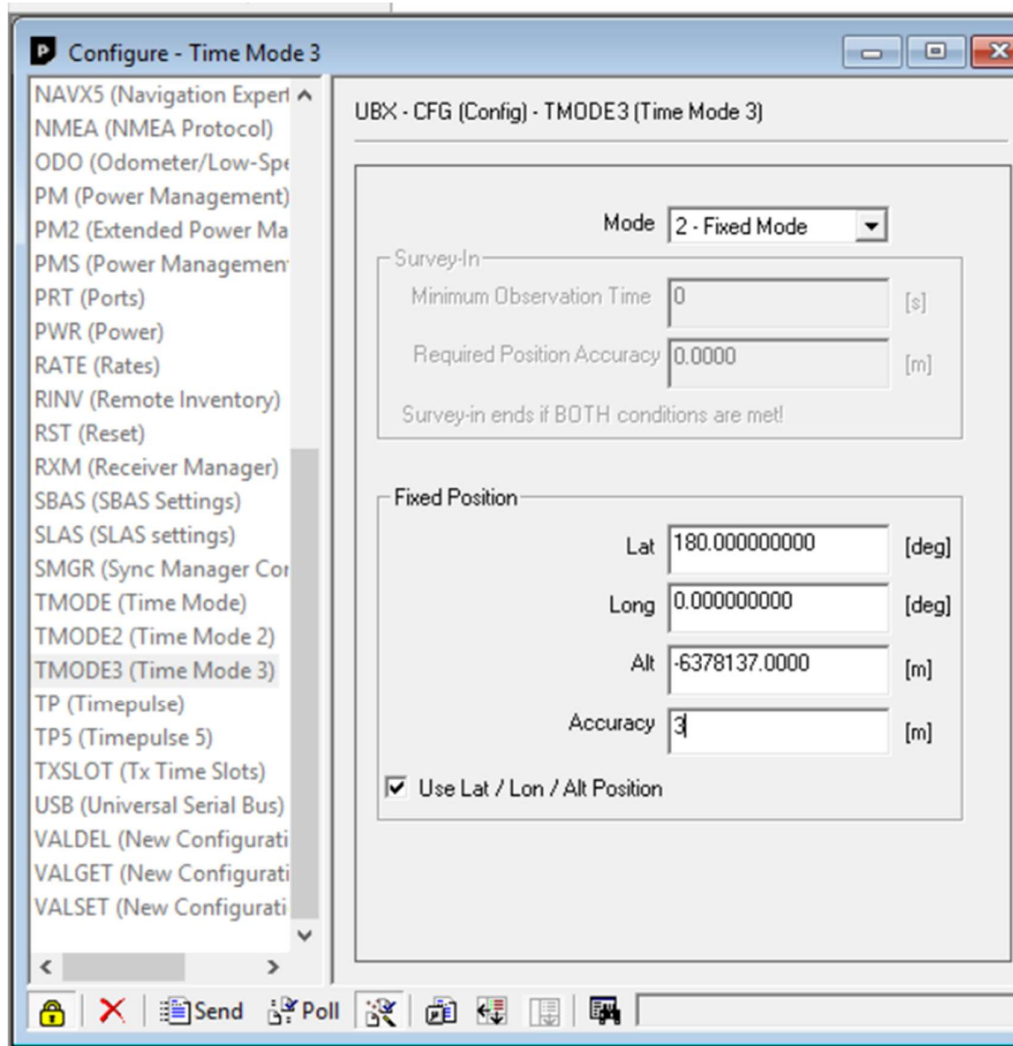 Configure - Time Mode 3
NAVX5 (Navigation Expert
NMEA (NMEA Protocol)
ODO (Odometer/Low-Spe
PM (Power Management)
PM2 (Extended Power Ma
PMS (Power Managemen
PRT (Ports)
PWR (Power)
RATE (Rates)
RINV (Remote Inventory)
RST (Reset)
RXM (Receiver Manager)
SBAS (SBAS Settings)
SLAS (SLAS settings)
SMGR (Sync Manager Cor
TMODE (Time Mode)
TMODE2 (Time Mode 2)
TMODE3 (Time Mode 3)
TP (Timepulse)
TP5 (Timepulse 5)
TXSLOT (Tx Time Slots)
USB (Universal Serial Bus)
VALDEL (New Configurati
VALGET (New Configurati
VALSET (New Configurati
UBX - CFG (Config) - TMODE3 (Time Mode 3)
Mode 2 - Fixed Mode
Survey-In
Minimum Observation Time 0 [s]
Required Position Accuracy 0.0000 [m]
Survey-in ends if BOTH conditions are met!
Fixed Position
Lat 180.000000000 [deg]
Long 0.000000000 [deg]
Alt -6378137.0000 [m]
Accuracy 3 [m]
Use Lat / Lon / Alt Position
Send Poll